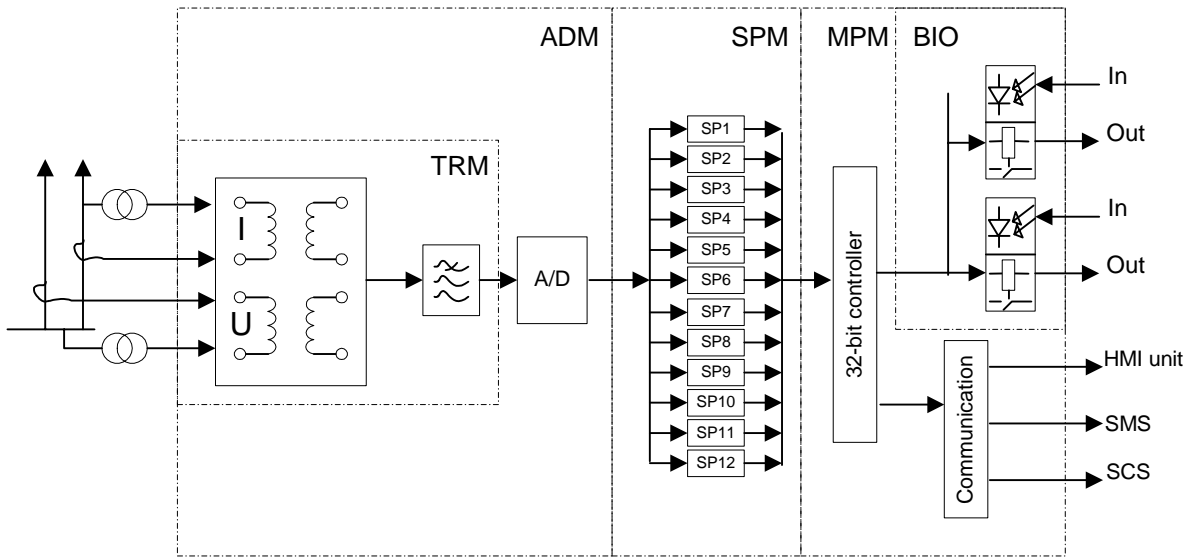 ADM
SPM
MPM
BIO
TRM
I
U
A/D
SP1
SP2
SP3
SP4
SP5
SP6
SP7
SP8
SP9
SP10
SP11
SP12
32-bit controller
In
Out
In
Out
Communication
HMI unit
SMS
SCS